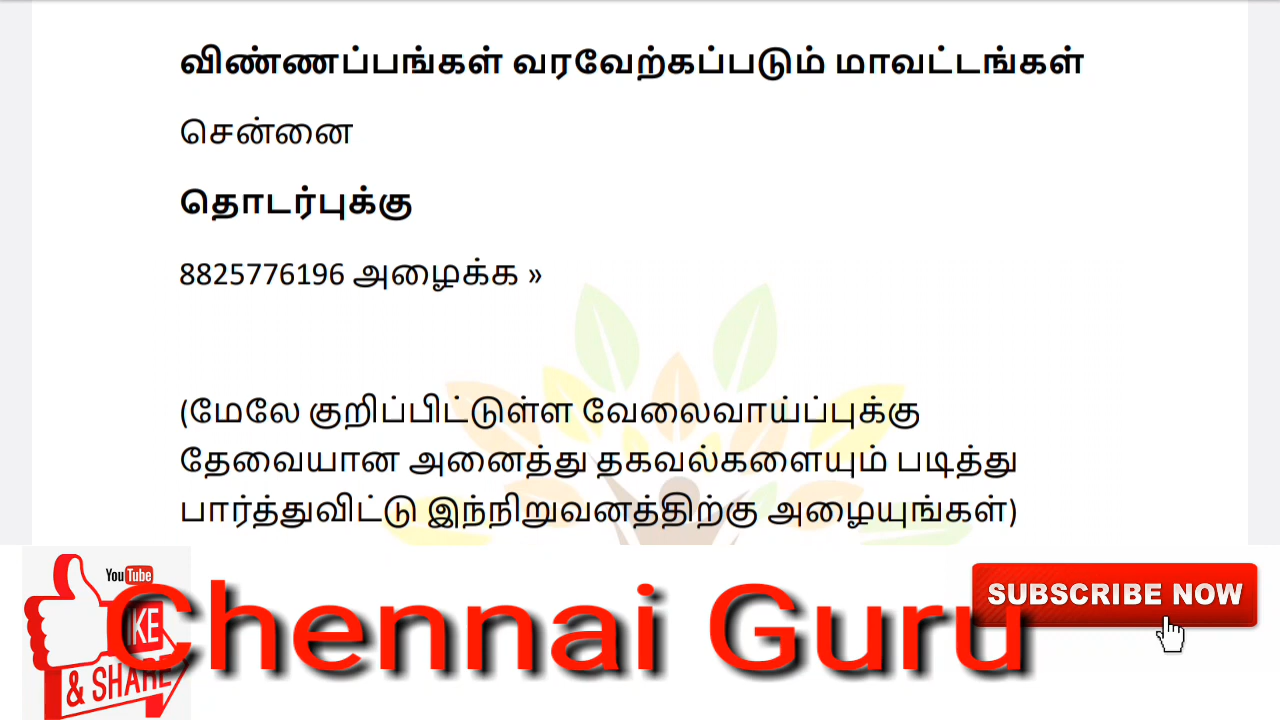 விண்ணப்பங்கள் வரவேற்கப்படும் மாவட்டங்கள்
சென்னை
தொடர்புக்கு
8825776196 அழைக்க »
(மேலே குறிப்பிட்டுள்ள வேலைவாய்ப்புக்கு
தேவையான அனைத்து தகவல்களையும் படித்து
பார்த்துவிட்டு இந்நிறுவனத்திற்கு அழையுங்கள்)
YouTube
& SHARE
Chennai Guru
SUBSCRIBE NOW